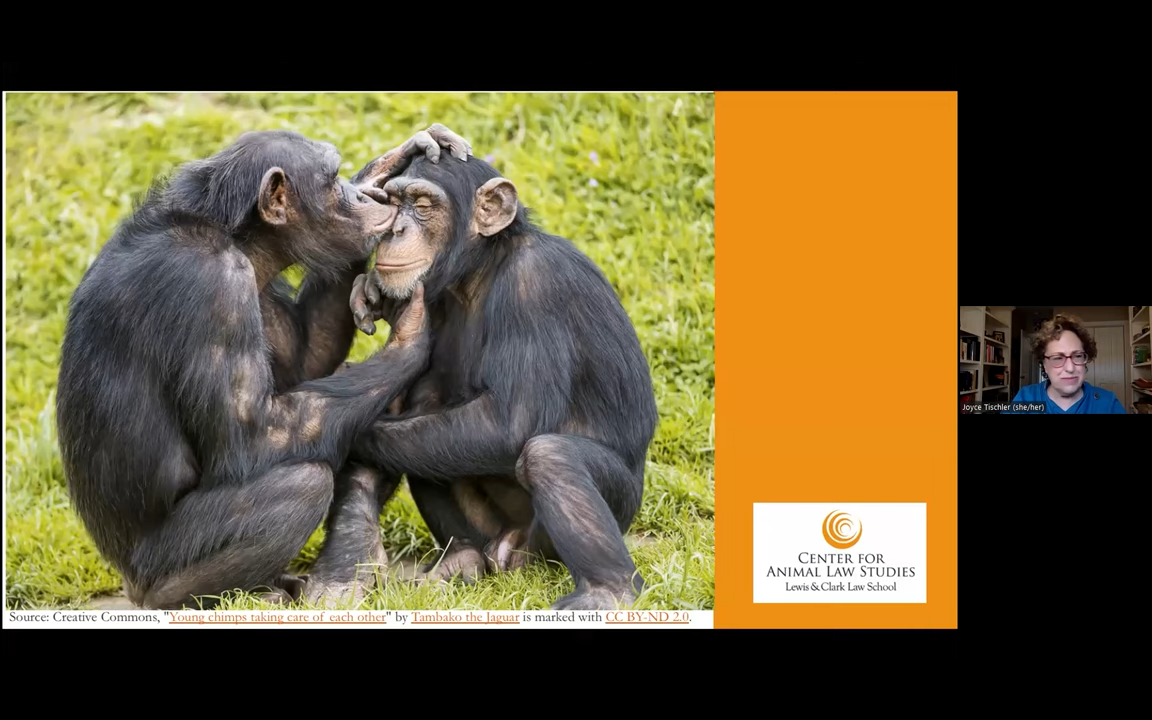 Joyce Tischler (she/her)
CENTER FOR
ANIMAL LAW STUDIES
Lewis & Clark Law School
Source: Creative Commons, "Young chimps taking care of each other" by Tambako the Jaguar is marked with CC BY-ND 2.0.